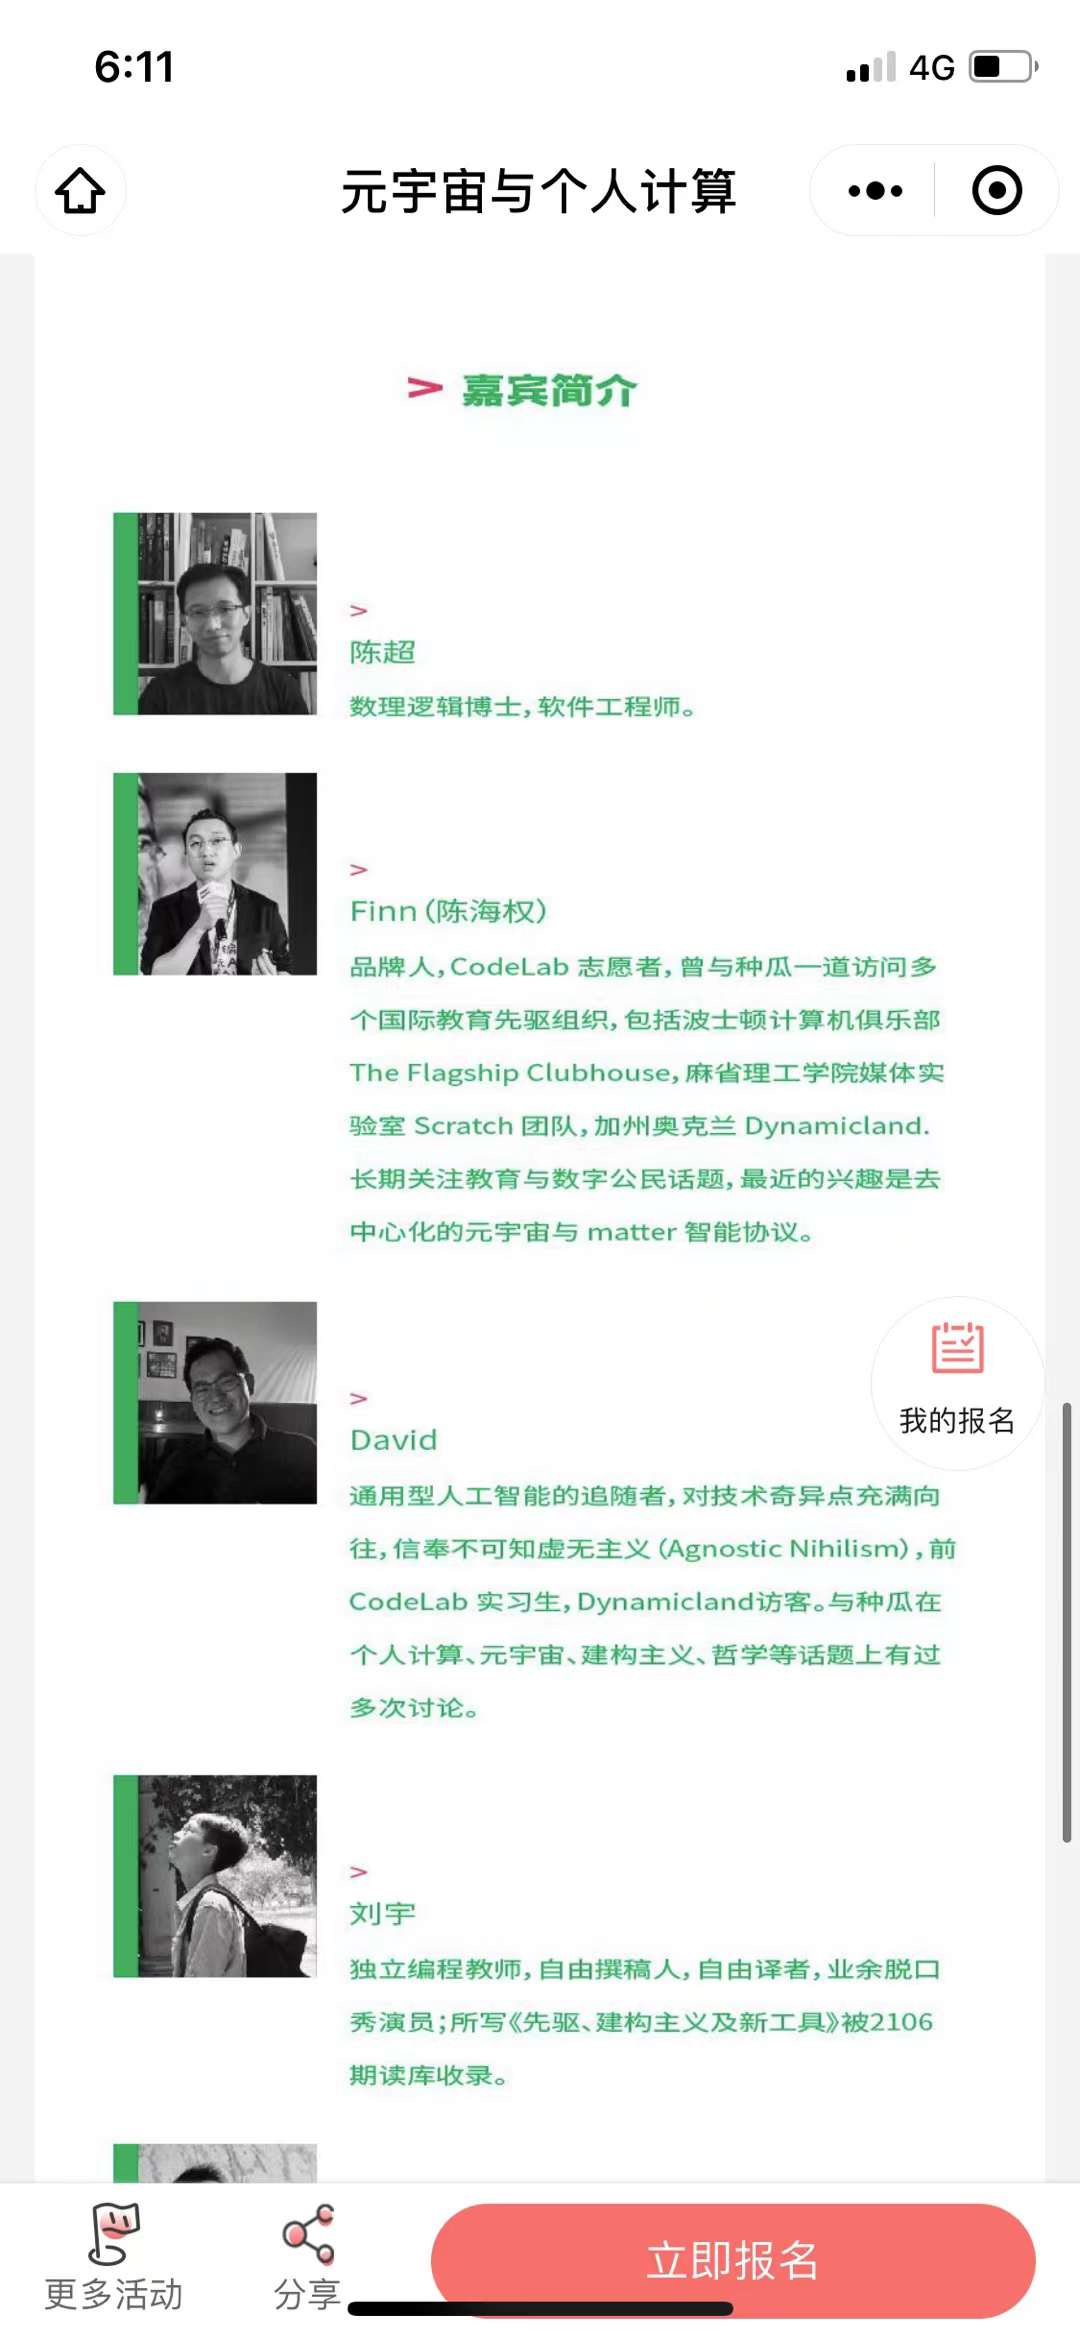 6:11
4G
元宇宙与个人计算
> 嘉宾简介
>
陈超
数理逻辑博士，软件工程师。
>
Finn（陈海权）
品牌人，CodeLab 志愿者，曾与种瓜一道访问多
个国际教育先驱组织，包括波士顿计算机俱乐部
The Flagship Clubhouse，麻省理工学院媒体实
验室 Scratch 团队，加州奥克兰 Dynamicland.
长期关注教育与数字公民话题，最近的兴趣是去
中心化的元宇宙与 matter 智能协议。
>
David
通用型人工智能的追随者，对技术奇异点充满向
往，信奉不可知虚无主义（Agnostic Nihilism），前
CodeLab 实习生，Dynamicland访客。与种瓜在
个人计算、元宇宙、建构主义、哲学等话题上有过
多次讨论。
我的报名
>
刘宇
独立编程教师，自由撰稿人，自由译者，业余脱口
秀演员；所写《先驱、建构主义及新工具》被2106
期读库收录。
更多活动
分享
立即报名